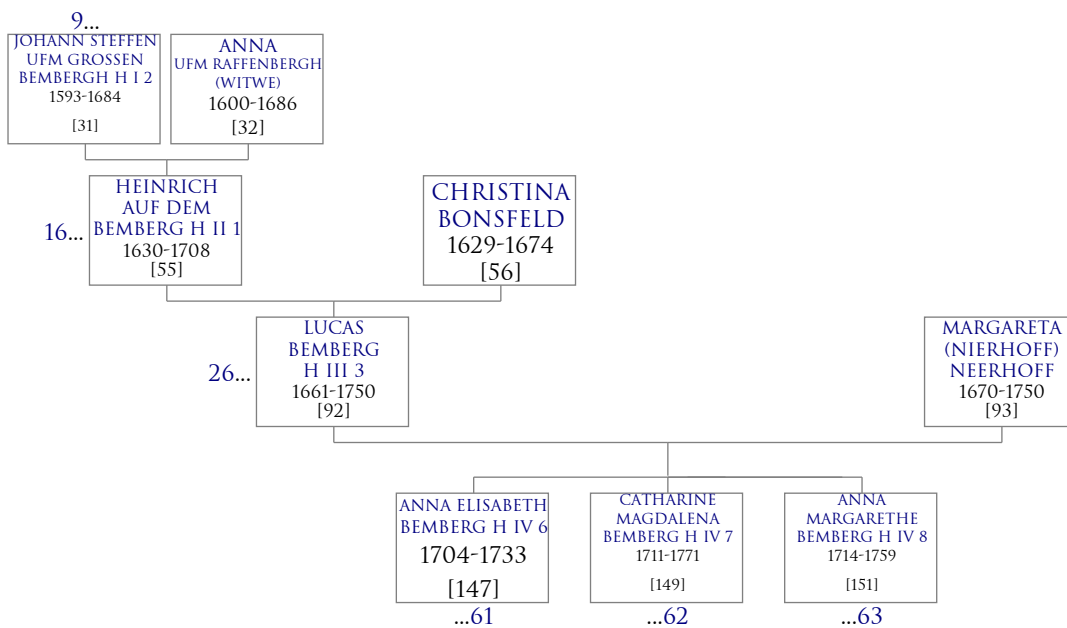 9...
JOHANN STEFFEN
UFM GROSSEN
BEMBERGH H I 2
1593-1684
[31]
ANNA
UFM RAFFENBERGH
(WITWE)
1600-1686
[32]
16...
HEINRICH
AUF DEM
BEMBERG H II 1
1630-1708
[55]
CHRISTINA
BONSFELD
1629-1674
[56]
26...
LUCAS
BEMBERG
H III 3
1661-1750
[92]
MARGARETA
(NIERHOFF)
NEERHOFF
1670-1750
[93]
ANNA ELISABETH
BEMBERG H IV 6
1704-1733
[147]
...61
CATHARINE
MAGDALENA
BEMBERG H IV 7
1711-1771
[149]
...62
ANNA
MARGARETHE
BEMBERG H IV 8
1714-1759
[151]
...63